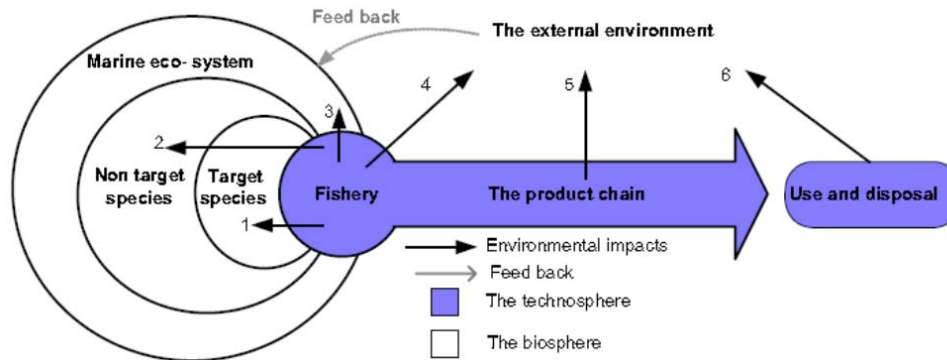 Feed back
The external environment
Marine eco- system
4
5
6
3
2
Non target
species
Target
species
Fishery
The product chain
Use and disposal
1
Environmental impacts
Feed back
The technosphere
The biosphere